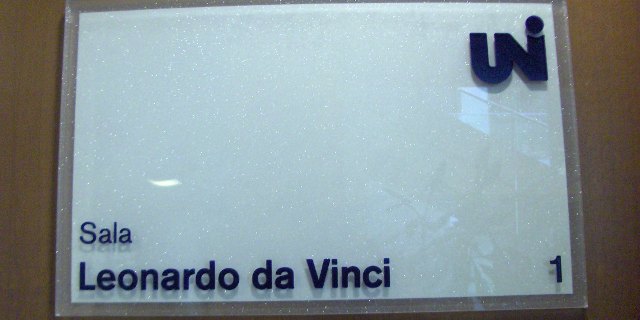 UNI
Sala
Leonardo da Vinci 1